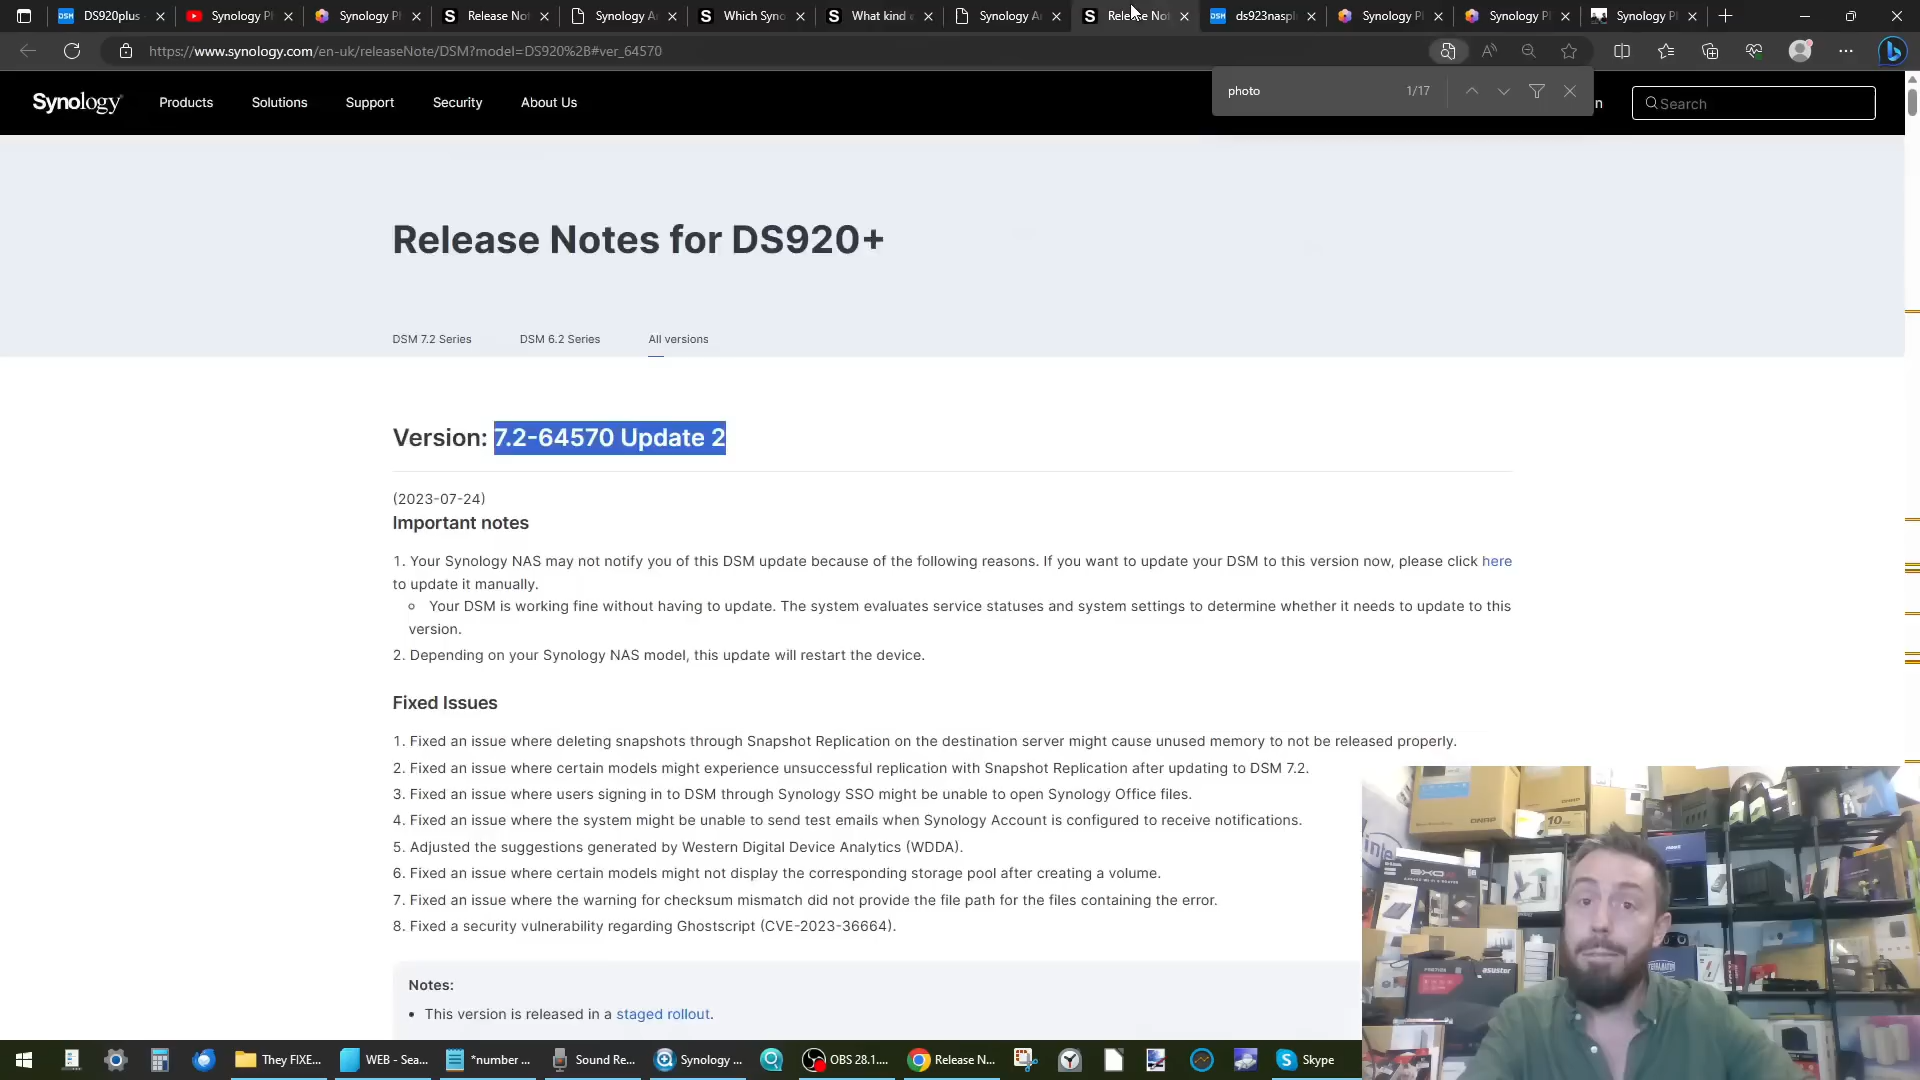 DS920plus
Synology P
Synology P
Release No
Synology A
Which Syno
What kind
Synology A
Release No
ds923naspl
Synology P
Synology P
Synology P
https://www.synology.com/en-uk/releaseNote/DSM?model=DS920%2B#ver_64570
photo
1/17
Synology
Products
Solutions
Support
Security
About Us
n
Search
Release Notes for DS920+
DSM 7.2 Series
DSM 6.2 Series
All versions
Version: 7.2-64570 Update 2
(2023-07-24)
Important notes
1. Your Synology NAS may not notify you of this DSM update because of the following reasons. If you want to update your DSM to this version now, please click here
to update it manually.
Your DSM is working fine without having to update. The system evaluates service statuses and system settings to determine whether it needs to update to this
version.
2. Depending on your Synology NAS model, this update will restart the device.
Fixed Issues
1. Fixed an issue where deleting snapshots through Snapshot Replication on the destination server might cause unused memory to not be released properly.
2. Fixed an issue where certain models might experience unsuccessful replication with Snapshot Replication after updating to DSM 7.2.
3. Fixed an issue where users signing in to DSM through Synology SSO might be unable to open Synology Office files.
4. Fixed an issue where the system might be unable to send test emails when Synology Account is configured to receive notifications.
5. Adjusted the suggestions generated by Western Digital Device Analytics (WDDA).
6. Fixed an issue where certain models might not display the corresponding storage pool after creating a volume.
7. Fixed an issue where the warning for checksum mismatch did not provide the file path for the files containing the error.
8. Fixed a security vulnerability regarding Ghostscript (CVE-2023-36664).
Notes:
• This version is released in a staged rollout.
intel
QNAP
10
asustor
They FIXE...
WEB - Sea...
*number ...
Sound Re...
Synology ...
OBS 28.1....
Release N...
Skype